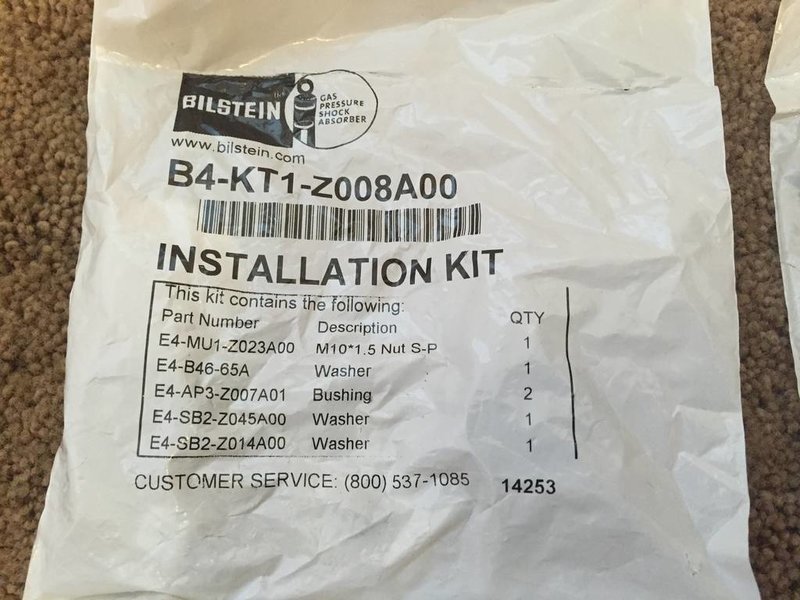 BILSTEIN
GAS
PRESSURE
SHOCK
ABSORBER
www.bilstein.com
B4-KT1-Z008A00
INSTALLATION KIT
This kit contains the following:
Part Number Description QTY
E4-MU1-Z023A00 M10*1.5 Nut S-P 1
E4-B46-65A Washer 1
E4-AP3-Z007A01 Bushing 2
E4-SB2-Z045A00 Washer 1
E4-SB2-Z014A00 Washer 1
CUSTOMER SERVICE: (800) 537-1085 14253